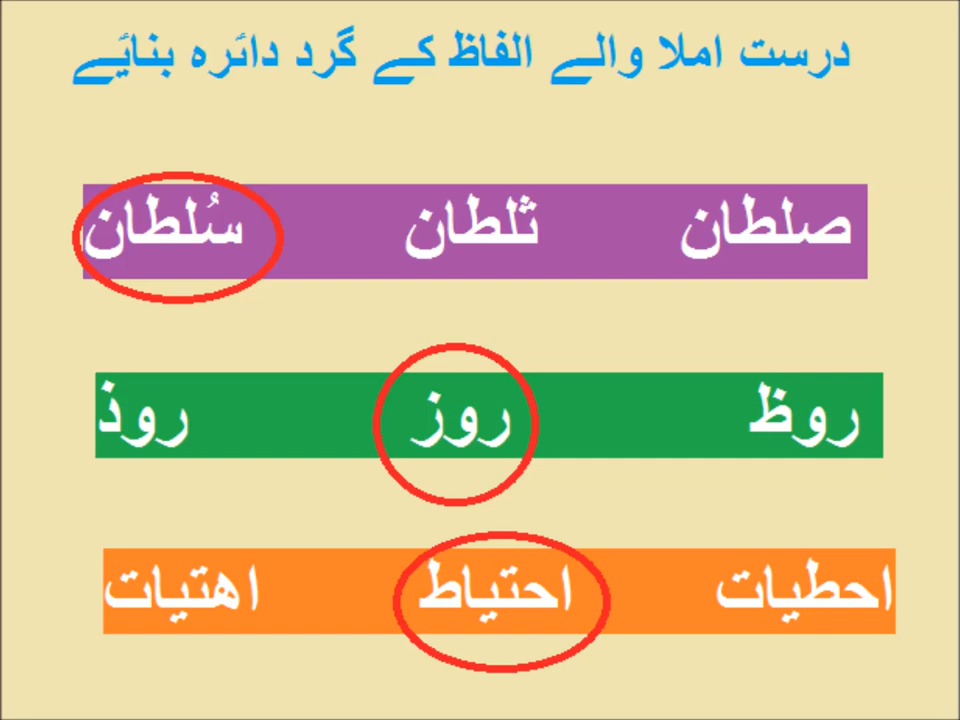 درست املا والے الفاظ کے گرد دائرہ بنائیے
صلطان ثلطان سُلطان
روظ روز روذ
احطیات احتیاط اھتیات